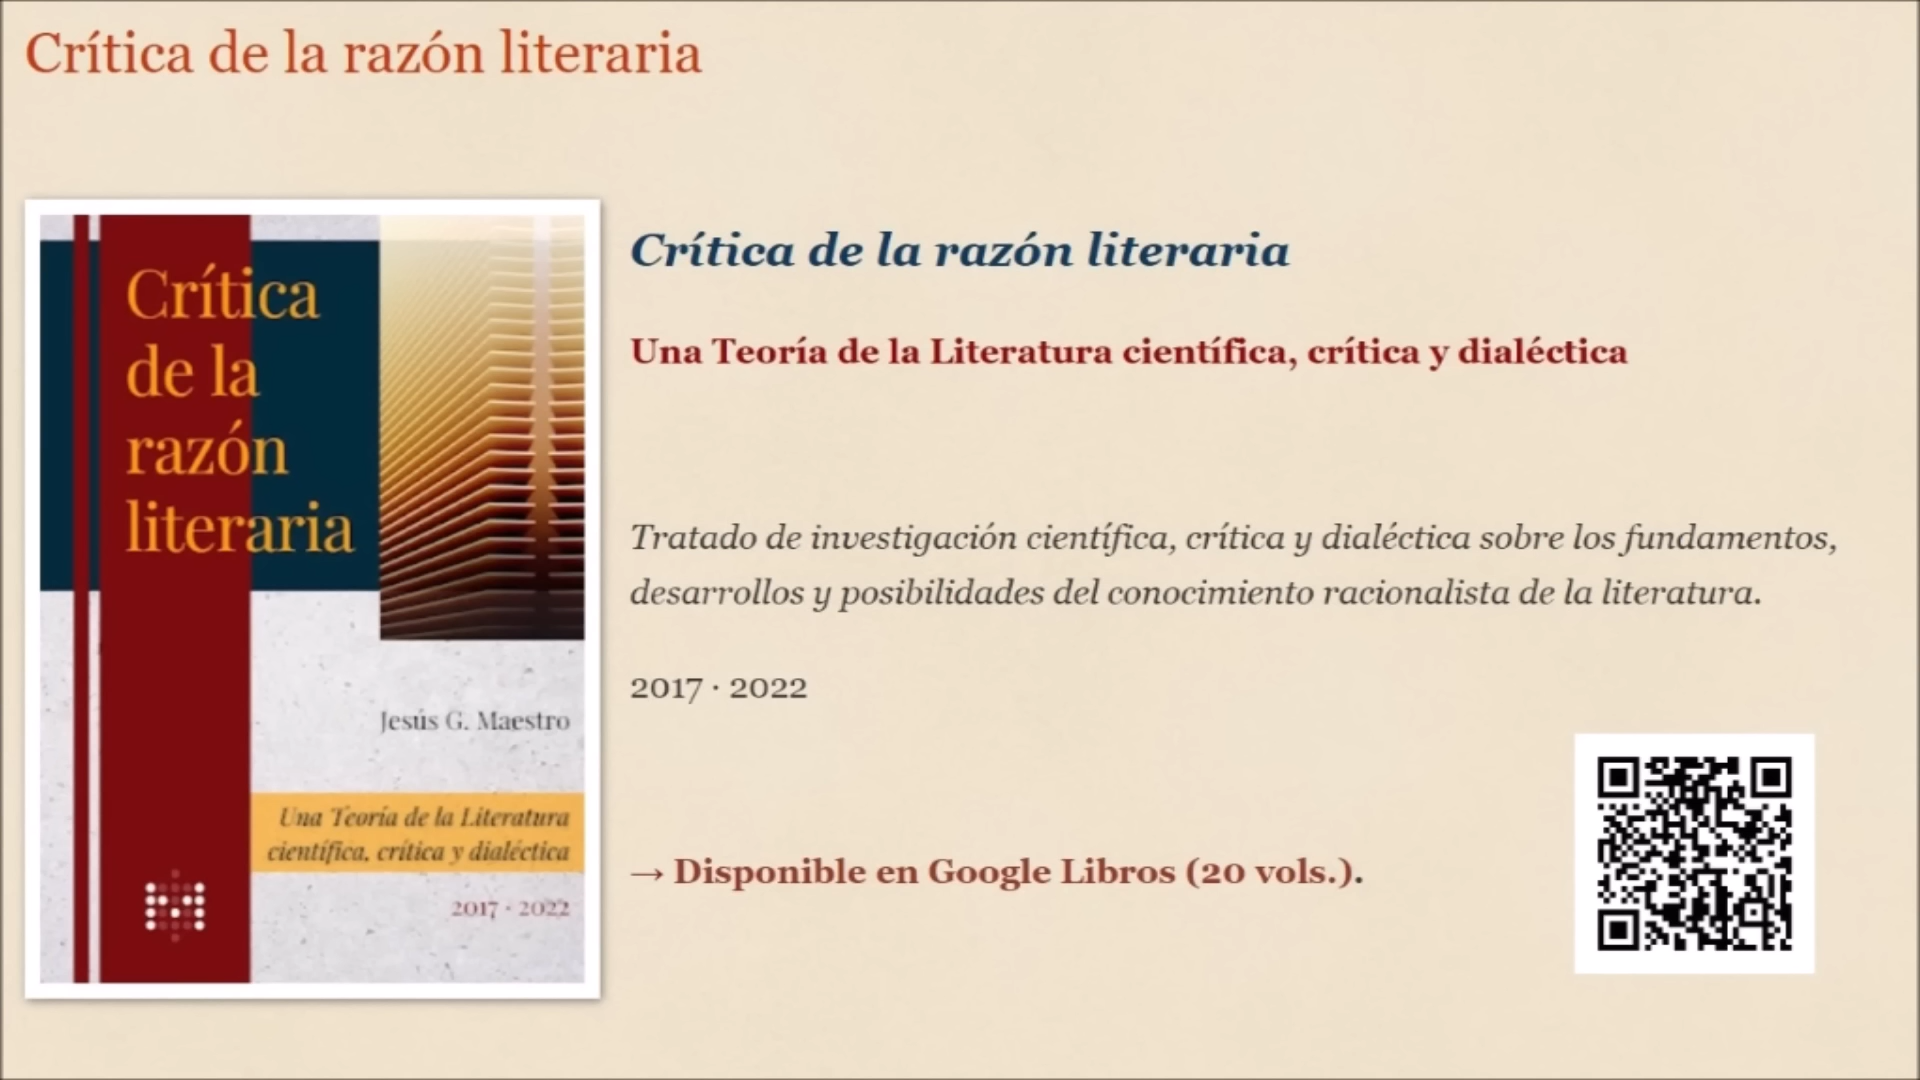 Crítica de la razón literaria
Crítica
de la
razón
literaria
Jesús G. Maestro
Una Teoría de la Literatura
científica, crítica y dialéctica
2017 · 2022
Crítica de la razón literaria
Una Teoría de la Literatura científica, crítica y dialéctica
Tratado de investigación científica, crítica y dialéctica sobre los fundamentos,
desarrollos y posibilidades del conocimiento racionalista de la literatura.
2017 · 2022
→ Disponible en Google Libros (20 vols.).